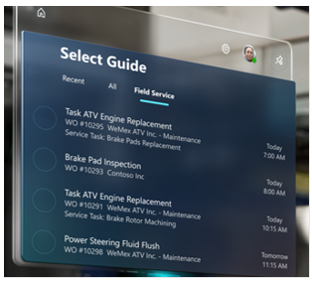 Select Guide
Recent All Field Service
Task ATV Engine Replacement
WO #10295 WeMex ATV Inc. - Maintenance
Service Task: Brake Pads Replacement
Today
7:00 AM
Brake Pad Inspection
WO #10293 Contoso Inc
Today
8:00 AM
Task ATV Engine Replacement
WO #10291 WeMex ATV Inc. - Maintenance
Service Task: Brake Rotor Machining
Today
10:15 AM
Power Steering Fluid Flush
WO #10298 WeMex ATV Inc. - Maintenance
Tomorrow
11:15 AM